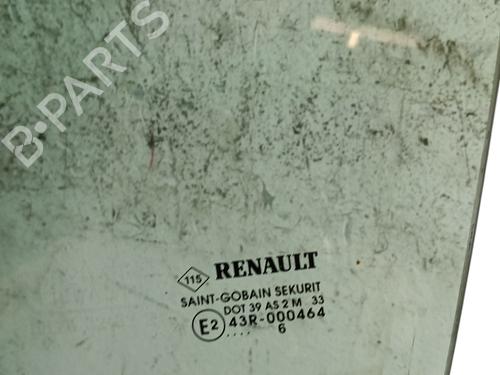 B-PARTS
115 RENAULT
SAINT-GOBAIN SEKURIT
DOT 39 AS 2 M 33
E2 43R-000464
.... 6